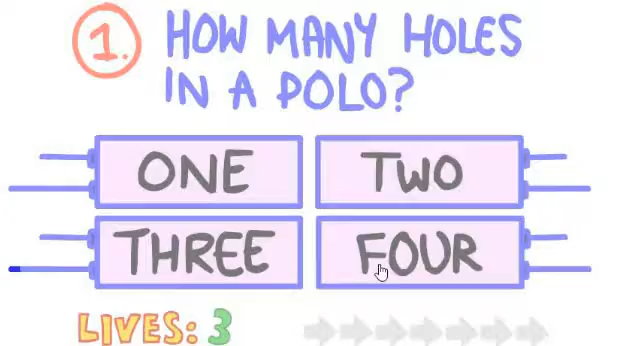 1. HOW MANY HOLES
IN A POLO?
ONE TWO
THREE FOUR
LIVES: 3